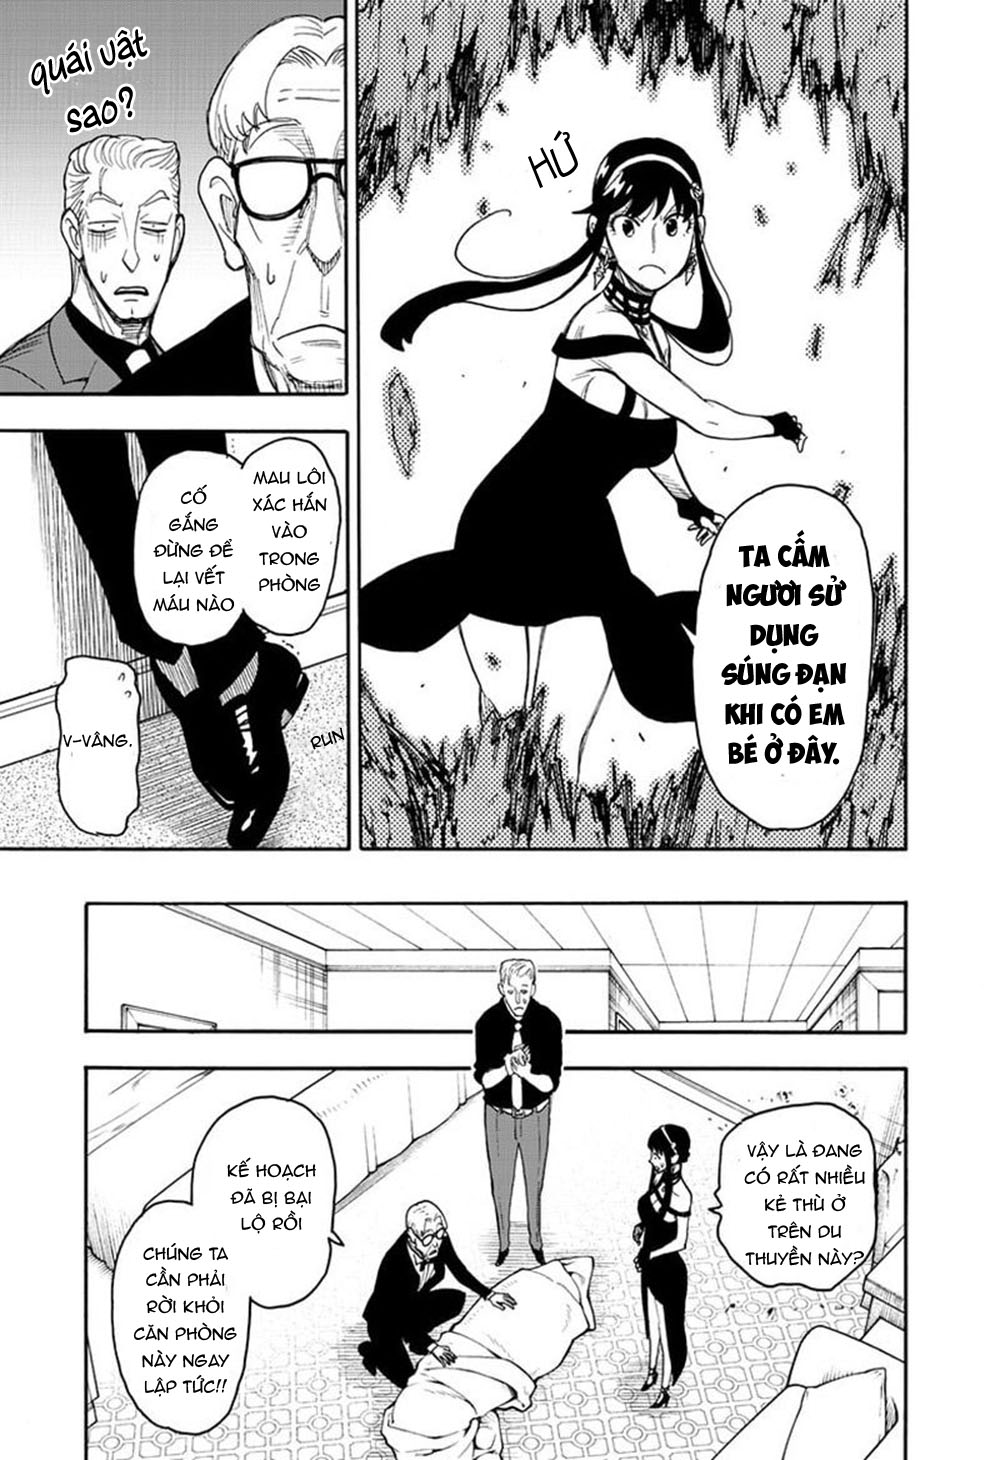 HỨ
TA CẤM
NGƯƠI SỬ
DỤNG
SÚNG ĐẠN
KHI CÓ EM
BÉ Ở ĐÂY.
quái vật
sao?
MAU LÔI
XÁC HẮN
VÀO
TRONG
PHÒNG
CỐ
GẮNG
ĐỪNG ĐỂ
LẠI VẾT
MÁU NÀO
RUN
V-VÂNG.
VẬY LÀ ĐANG
CÓ RẤT NHIỀU
KẺ THÙ Ở
TRÊN DU
THUYỀN NÀY?
KẾ HOẠCH
ĐÃ BỊ BẠI
LỘ RỒI
CHÚNG TA
CẦN PHẢI
RỜI KHỎI
CĂN PHÒNG
NÀY NGAY
LẬP TỨC!!